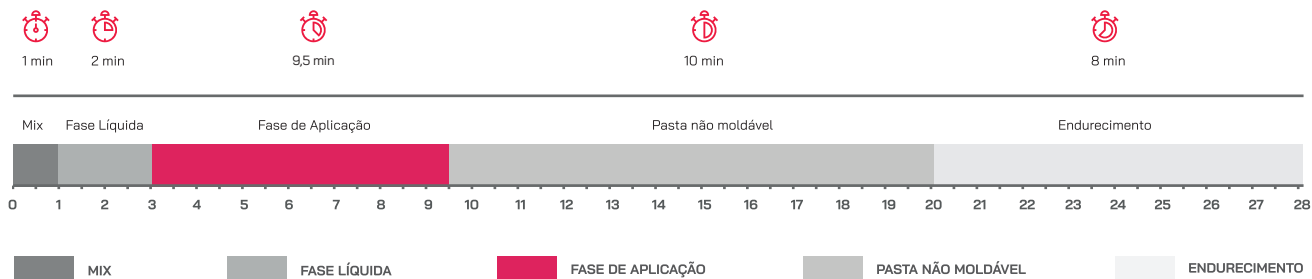 1 min 2 min 9,5 min 10 min 8 min
Mix Fase Líquida Fase de Aplicação Pasta não moldável Endurecimento
0 1 2 3 4 5 6 7 8 9 10 11 12 13 14 15 16 17 18 19 20 21 22 23 24 25 26 27 28
MIX FASE LÍQUIDA FASE DE APLICAÇÃO PASTA NÃO MOLDÁVEL ENDURECIMENTO